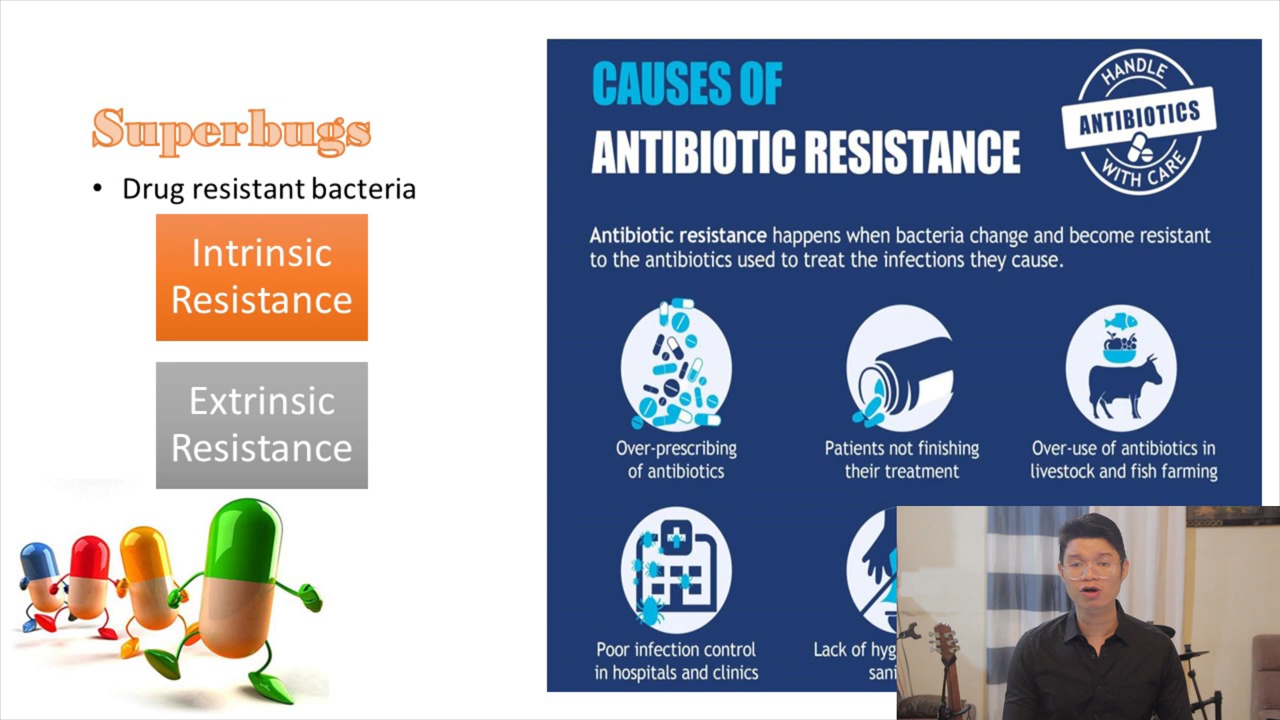 Superbugs
• Drug resistant bacteria
Intrinsic
Resistance
Extrinsic
Resistance
CAUSES OF
ANTIBIOTIC RESISTANCE
HANDLE
ANTIBIOTICS
WITH CARE
Antibiotic resistance happens when bacteria change and become resistant
to the antibiotics used to treat the infections they cause.
Over-prescribing
of antibiotics
Patients not finishing
their treatment
Over-use of antibiotics in
livestock and fish farming
Poor infection control
in hospitals and clinics
Lack of